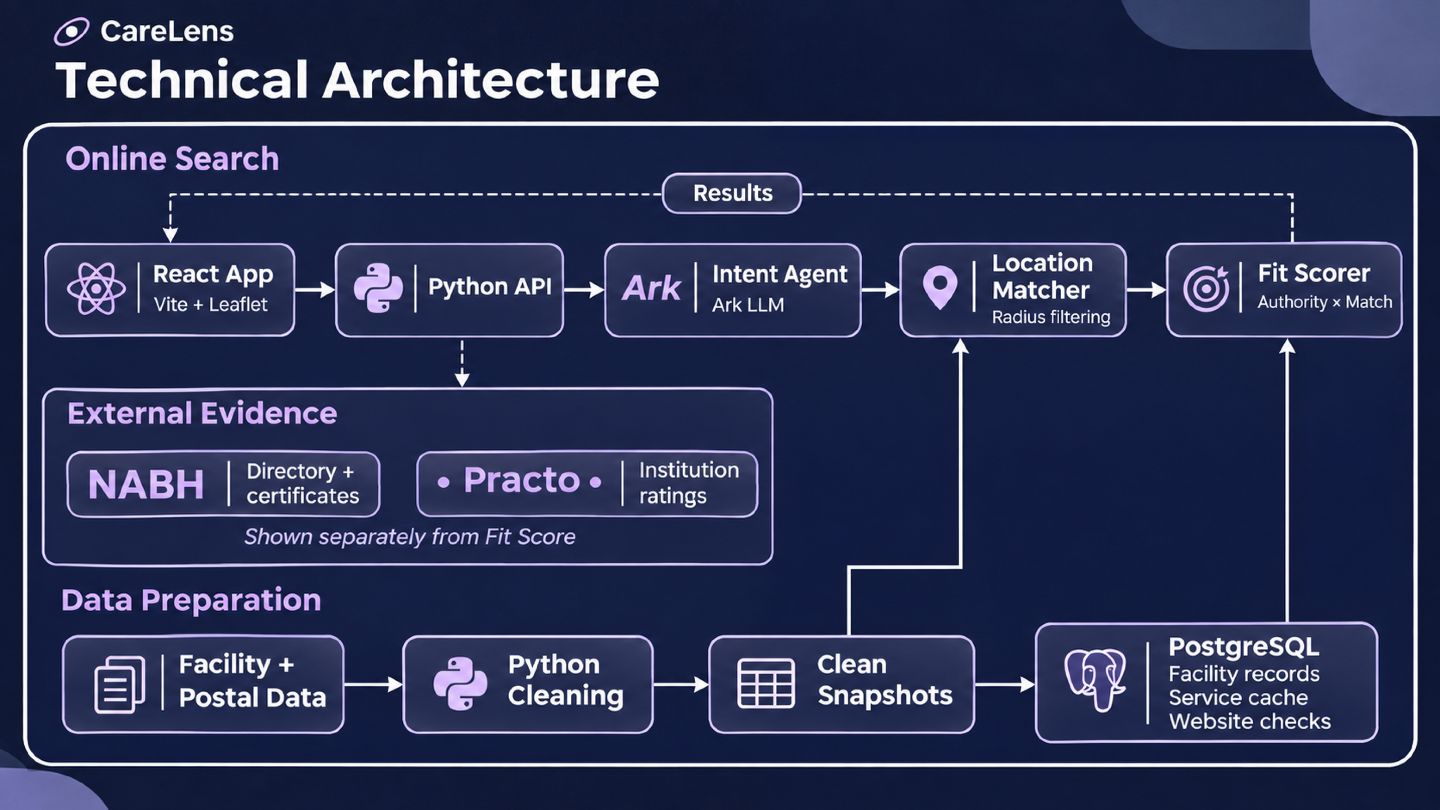 CareLens
Technical Architecture
Online Search
Results
React App
Vite + Leaflet
Python API
Ark
Intent Agent
Ark LLM
Location
Matcher
Radius filtering
Fit Scorer
Authority × Match
External Evidence
NABH
Directory +
certificates
• Practo •
Institution
ratings
Shown separately from Fit Score
Data Preparation
Facility +
Postal Data
Python
Cleaning
Clean
Snapshots
PostgreSQL
Facility records
Service cache
Website checks